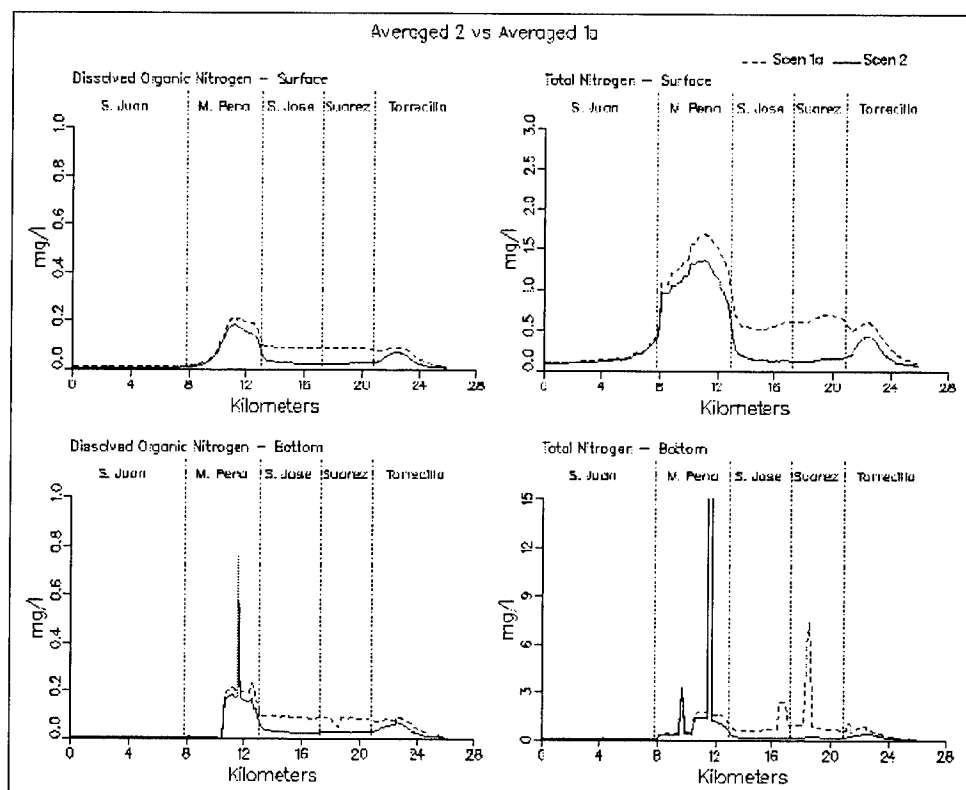 Averaged 2 vs Averaged 1a
Scen 1a Scen 2
Dissolved Organic Nitrogen – Surface
S. Juan M. Pena S. Jose Suarez Torrecilla
mg/l
0.0 0.2 0.4 0.6 0.8 1.0
0 4 8 12 16 20 24 28
Kilometers
Total Nitrogen – Surface
S. Juan M. Pena S. Jose Suarez Torrecilla
mg/l
0.0 0.5 1.0 1.5 2.0 2.5 3.0
0 4 8 12 16 20 24 28
Kilometers
Dissolved Organic Nitrogen – Bottom
S. Juan M. Pena S. Jose Suarez Torrecilla
mg/l
0.0 0.2 0.4 0.6 0.8 1.0
0 4 8 12 16 20 24 28
Kilometers
Total Nitrogen – Bottom
S. Juan M. Pena S. Jose Suarez Torrecilla
mg/l
0 3 6 9 12 15
0 4 8 12 16 20 24 28
Kilometers